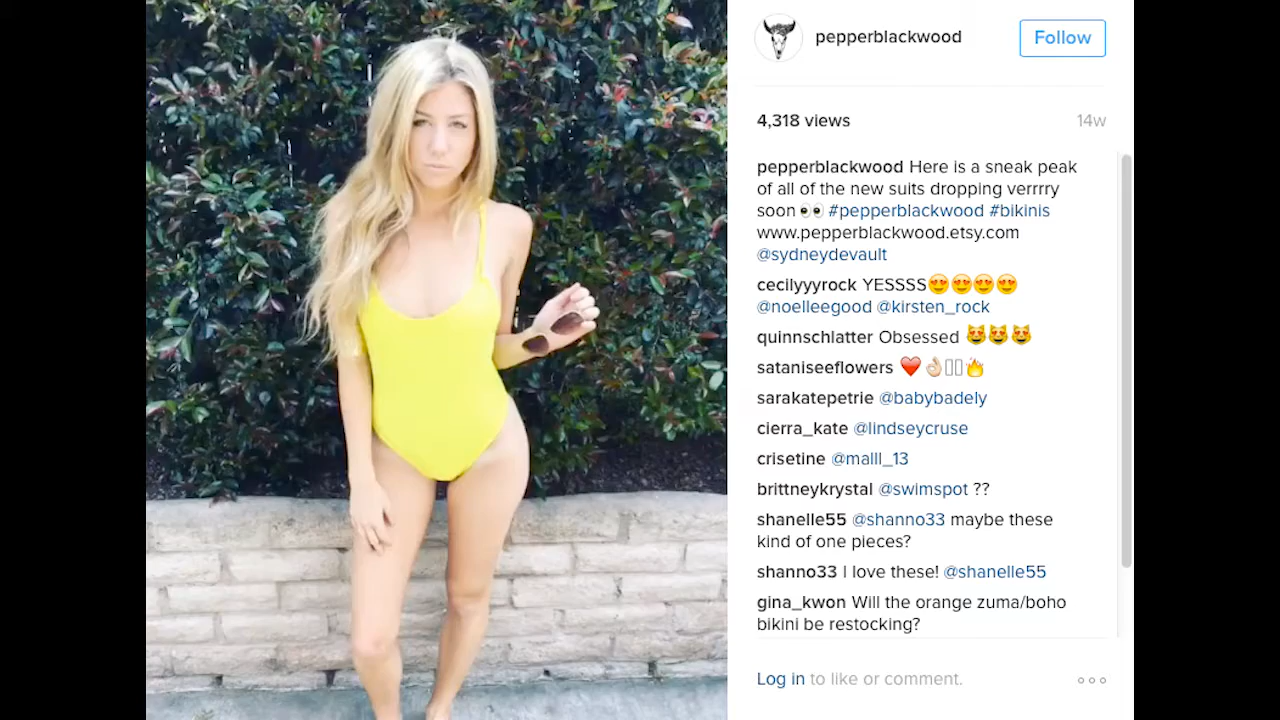 pepperblackwood
Follow
4,318 views
14w
pepperblackwood Here is a sneak peak
of all of the new suits dropping verrrry
soon 👀 #pepperblackwood #bikinis
www.pepperblackwood.etsy.com
@sydneydevault
cecilyyyrock YESSSS😍😍😍😍
@noelleegood @kirsten_rock
quinnschlatter Obsessed 😻😻😻
sataniseeflowers ❤️👌🏼▯▯🔥
sarakatepetrie @babybadely
cierra_kate @lindseycruse
crisetine @malll_13
brittneykrystal @swimspot ??
shanelle55 @shanno33 maybe these
kind of one pieces?
shanno33 I love these! @shanelle55
gina_kwon Will the orange zuma/boho
bikini be restocking?
Log in to like or comment.